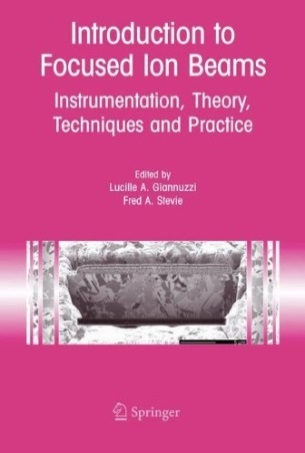 Introduction to
Focused Ion Beams
Instrumentation, Theory,
Techniques and Practice
Edited by
Lucille A. Giannuzzi
Fred A. Stevie
Springer